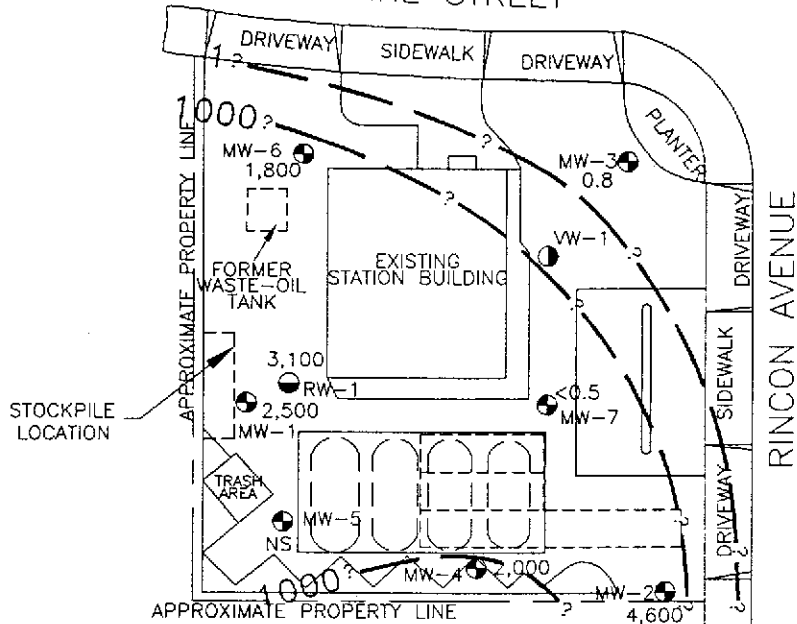 STREET
DRIVEWAY
SIDEWALK
DRIVEWAY
PLANTER
1?
1000?
MW-6
1,800
MW-3
0.8
?
?
VW-1
?
?
FORMER
WASTE-OIL
TANK
EXISTING
STATION BUILDING
DRIVEWAY
RINCON AVENUE
APPROXIMATE PROPERTY LINE
STOCKPILE
LOCATION
3,100
RW-1
2,500
MW-1
<0.5
MW-7
SIDEWALK
TRASH
AREA
MW-5
NS
DRIVEWAY
?
?
1000?
MW-4
2,000
?
MW-2
4,600
?
?
APPROXIMATE PROPERTY LINE